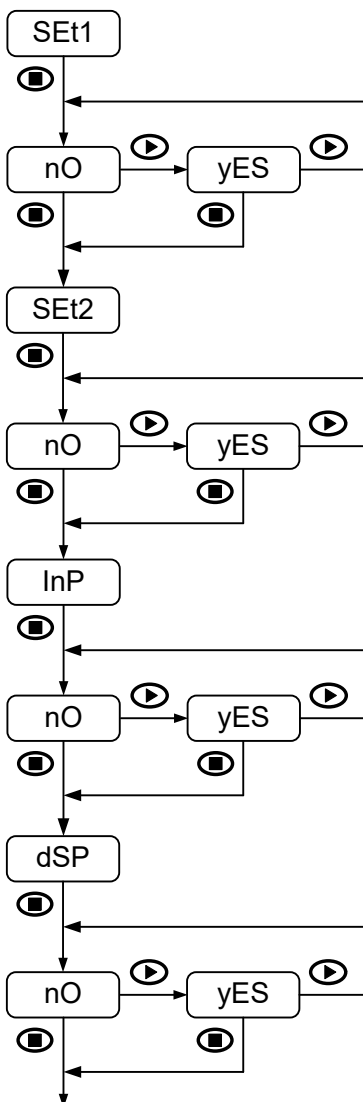 SEt1
nO yES
SEt2
nO yES
InP
nO yES
dSP
nO yES